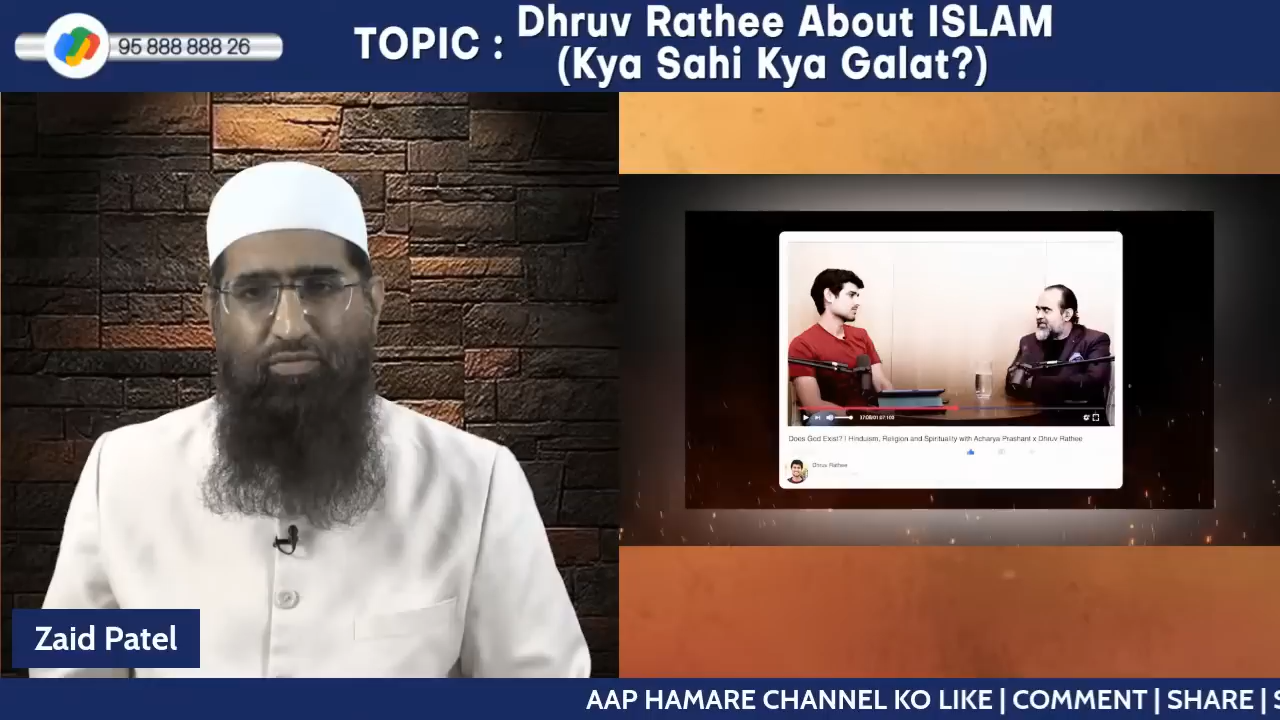 95 888 888 26
TOPIC :
Dhruv Rathee About ISLAM
(Kya Sahi Kya Galat?)
Does God Exist? | Hinduism, Religion and Spirituality with Acharya Prashant x Dhruv Rathee
Dhruv Rathee
Zaid Patel
AAP HAMARE CHANNEL KO LIKE | COMMENT | SHARE | S